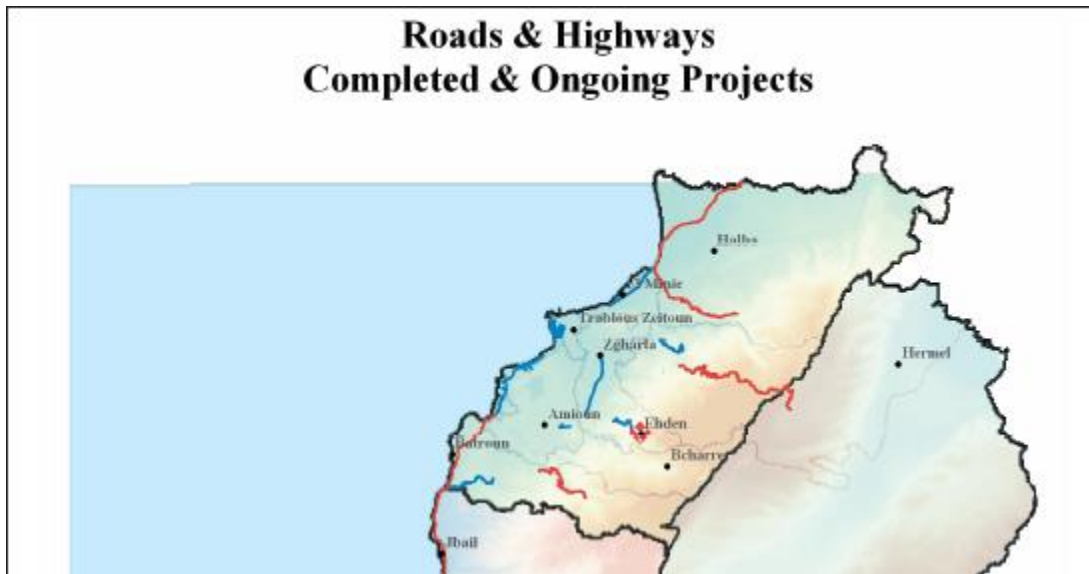 Roads & Highways
Completed & Ongoing Projects
Halba
Minie
Trablous Zeitoun
Zgharta
Hermel
Amioun
Ehden
Batroun
Bcharre
Jbail